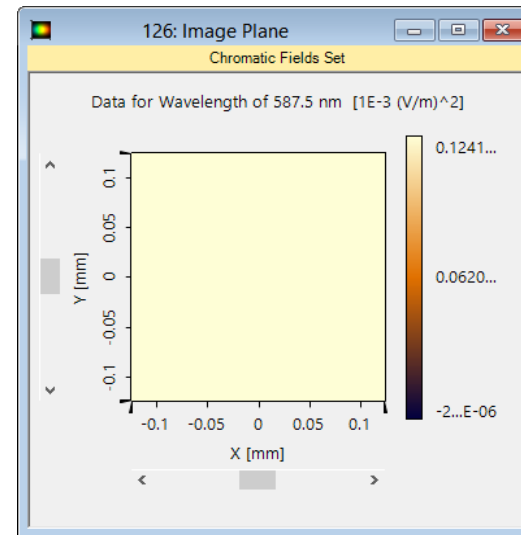 126: Image Plane
Chromatic Fields Set
Data for Wavelength of 587.5 nm [1E-3 (V/m)^2]
0.1241...
0.0620...
-2...E-06
Y [mm]
0.1
0.05
0
-0.05
-0.1
-0.1 -0.05 0 0.05 0.1
X [mm]